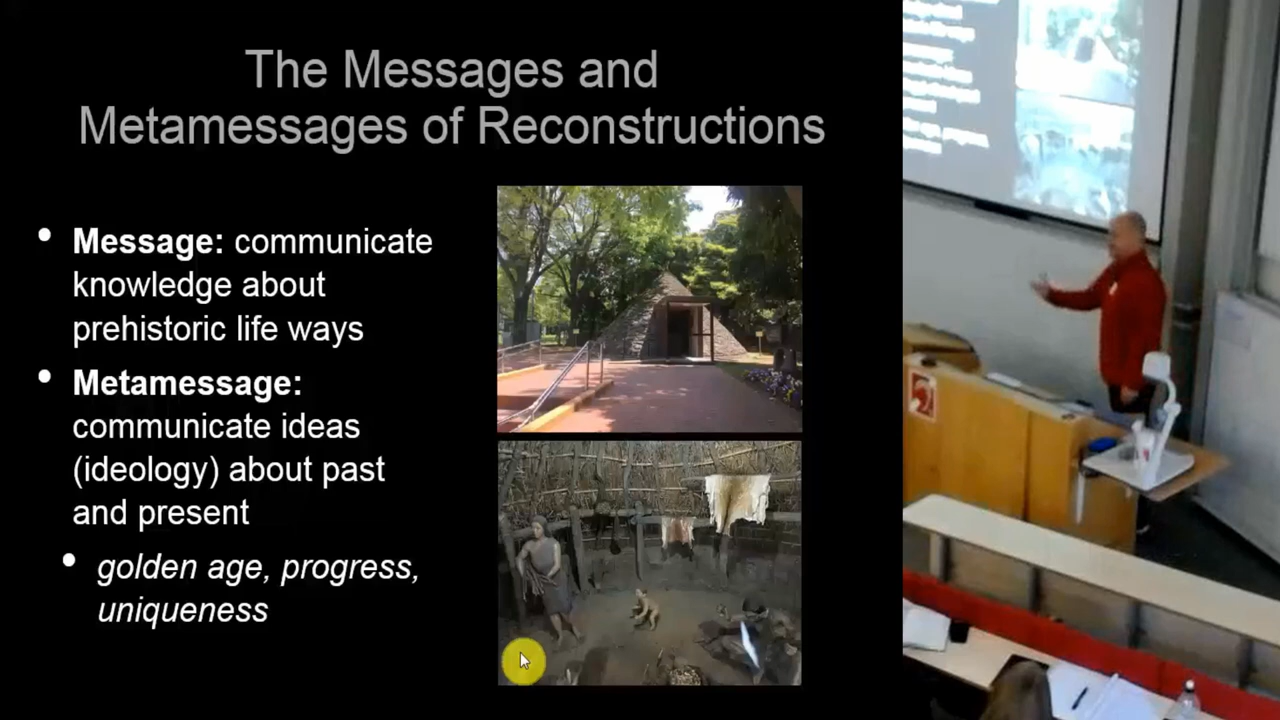 The Messages and
Metamessages of Reconstructions
Message: communicate
knowledge about
prehistoric life ways
Metamessage:
communicate ideas
(ideology) about past
and present
golden age, progress,
uniqueness